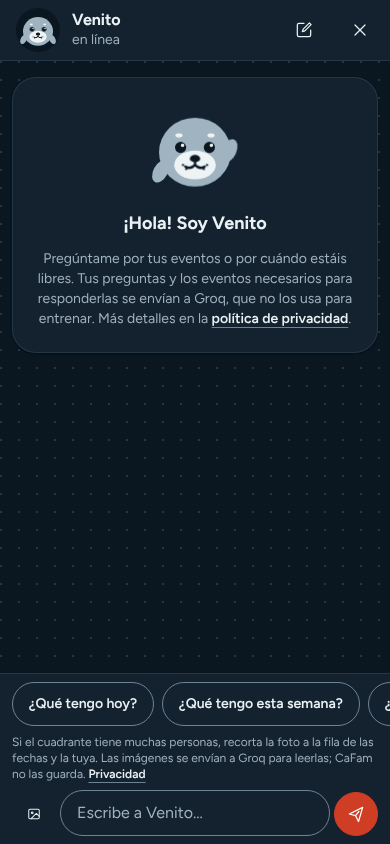 Venito
en línea
¡Hola! Soy Venito
Pregúntame por tus eventos o por cuándo estáis
libres. Tus preguntas y los eventos necesarios para
responderlas se envían a Groq, que no los usa para
entrenar. Más detalles en la política de privacidad.
¿Qué tengo hoy?
¿Qué tengo esta semana?
Si el cuadrante tiene muchas personas, recorta la foto a la fila de las
fechas y la tuya. Las imágenes se envían a Groq para leerlas; CaFam
no las guarda. Privacidad
Escribe a Venito...